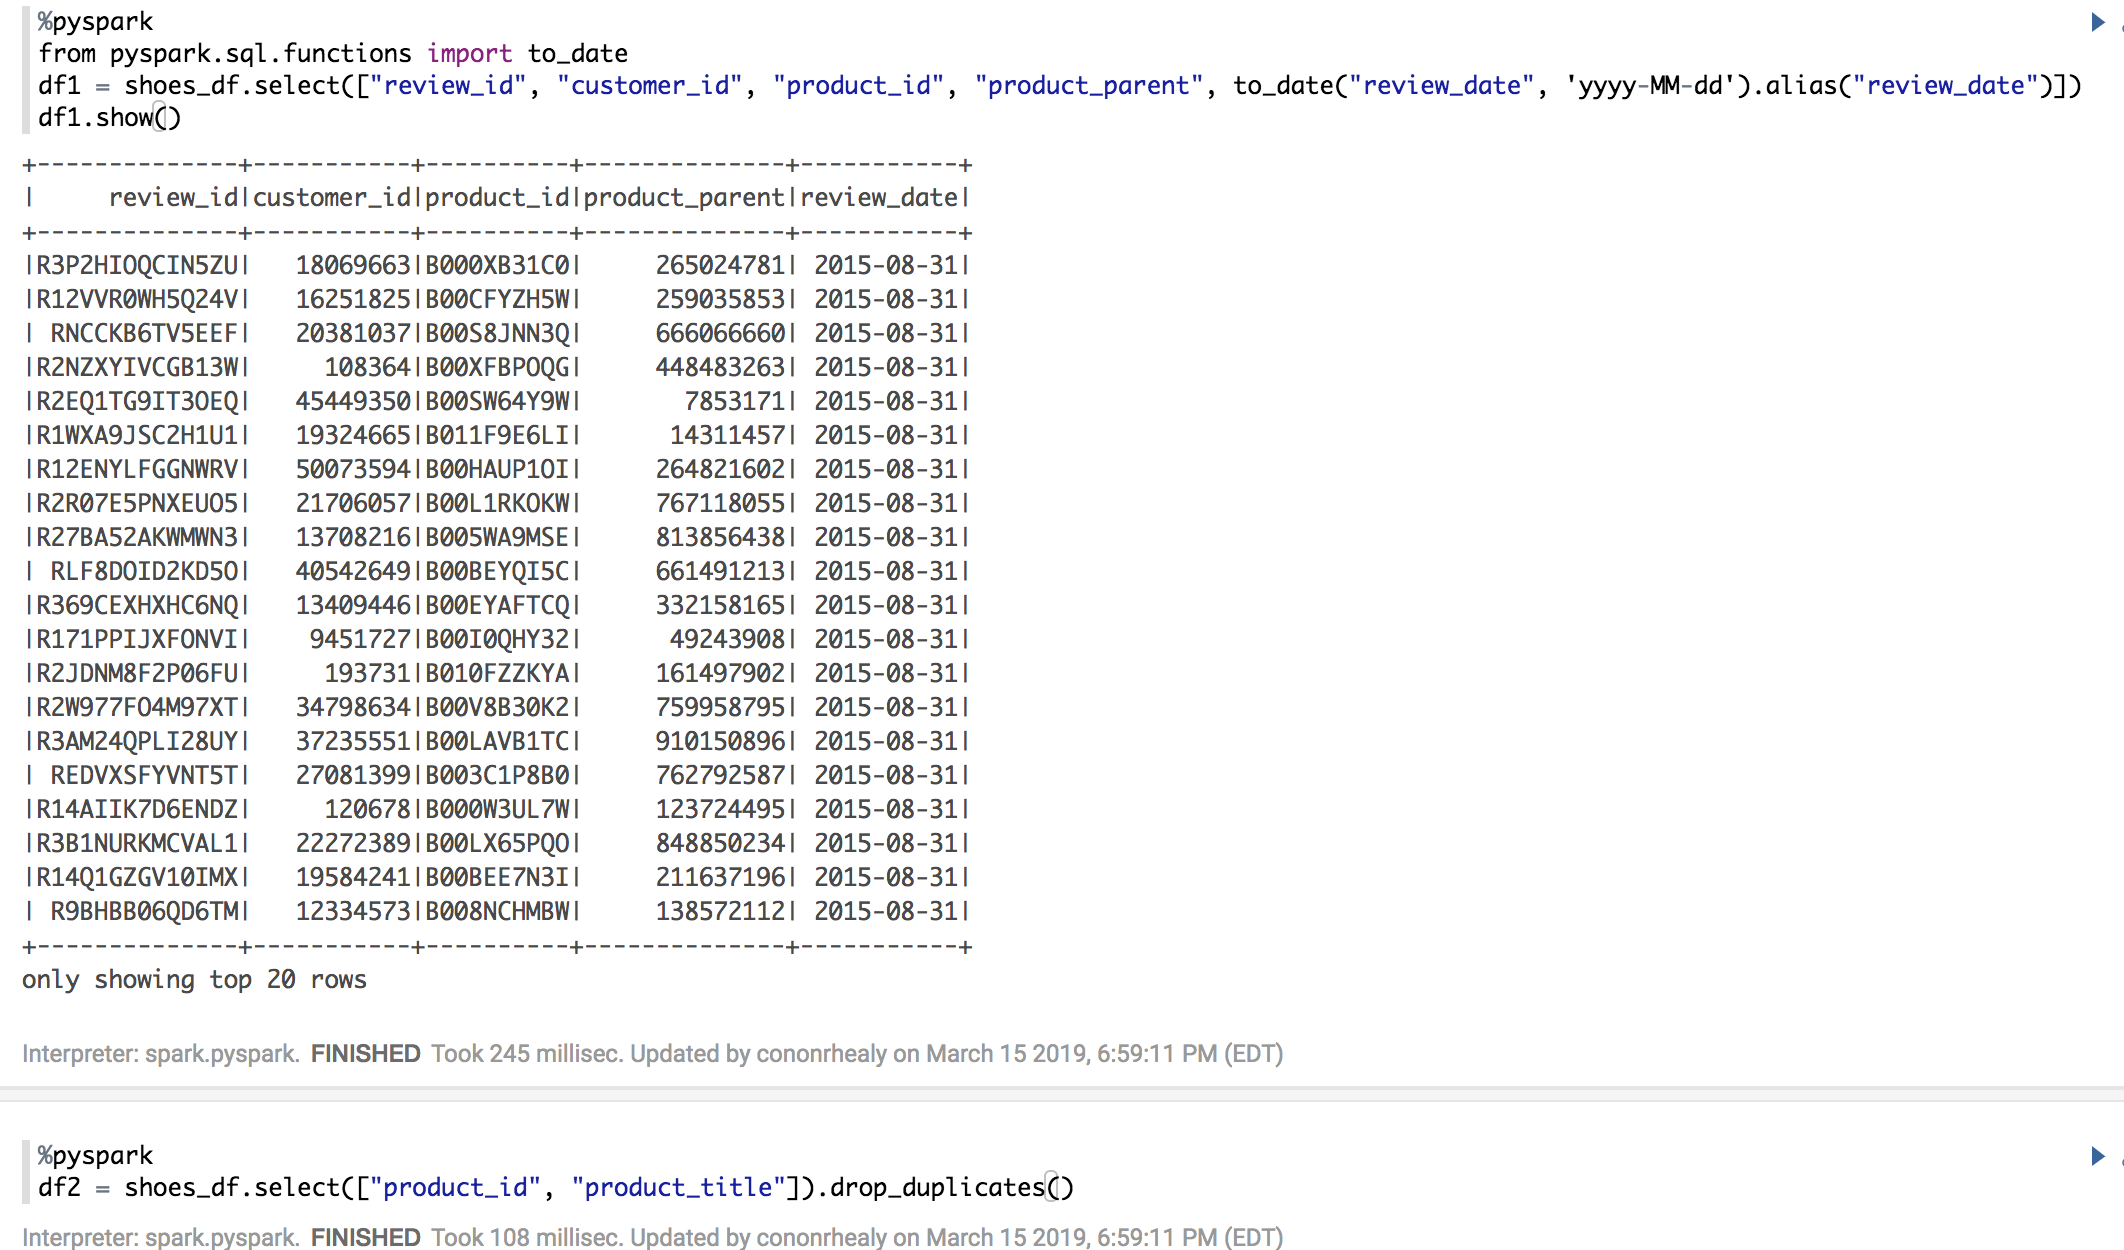 %pyspark
from pyspark.sql.functions import to_date
df1 = shoes_df.select(["review_id", "customer_id", "product_id", "product_parent", to_date("review_date", 'yyyy-MM-dd').alias("review_date")])
df1.show()
+--------------+-----------+----------+--------------+-----------+
|     review_id|customer_id|product_id|product_parent|review_date|
+--------------+-----------+----------+--------------+-----------+
|R3P2HIOQCIN5ZU|   18069663|B000XB31C0|     265024781| 2015-08-31|
|R12VVR0WH5Q24V|   16251825|B00CFYZH5W|     259035853| 2015-08-31|
| RNCCKB6TV5EEF|   20381037|B00S8JNN3Q|     666066660| 2015-08-31|
|R2NZXYIVCGB13W|     108364|B00XFBPOQG|     448483263| 2015-08-31|
|R2EQ1TG9IT3OEQ|   45449350|B00SW64Y9W|       7853171| 2015-08-31|
|R1WXA9JSC2H1U1|   19324665|B011F9E6LI|      14311457| 2015-08-31|
|R12ENYLFGGNWRV|   50073594|B00HAUP1OI|     264821602| 2015-08-31|
|R2R07E5PNXEUO5|   21706057|B00L1RKOKW|     767118055| 2015-08-31|
|R27BA52AKWMWN3|   13708216|B005WA9MSE|     813856438| 2015-08-31|
| RLF8DOID2KD5O|   40542649|B00BEYQI5C|     661491213| 2015-08-31|
|R369CEXHXHC6NQ|   13409446|B00EYAFTCQ|     332158165| 2015-08-31|
|R171PPIJXFONVI|    9451727|B00I0QHY32|      49243908| 2015-08-31|
|R2JDNM8F2P06FU|     193731|B010FZZKYA|     161497902| 2015-08-31|
|R2W977FO4M97XT|   34798634|B00V8B30K2|     759958795| 2015-08-31|
|R3AM24QPLI28UY|   37235551|B00LAVB1TC|     910150896| 2015-08-31|
| REDVXSFYVNT5T|   27081399|B003C1P8B0|     762792587| 2015-08-31|
|R14AIIK7D6ENDZ|     120678|B000W3UL7W|     123724495| 2015-08-31|
|R3B1NURKMCVAL1|   22272389|B00LX65PQO|     848850234| 2015-08-31|
|R14Q1GZGV10IMX|   19584241|B00BEE7N3I|     211637196| 2015-08-31|
| R9BHBB06QD6TM|   12334573|B008NCHMBW|     138572112| 2015-08-31|
+--------------+-----------+----------+--------------+-----------+
only showing top 20 rows
Interpreter: spark.pyspark. FINISHED Took 245 millisec. Updated by cononrhealy on March 15 2019, 6:59:11 PM (EDT)
%pyspark
df2 = shoes_df.select(["product_id", "product_title"]).drop_duplicates()
Interpreter: spark.pyspark. FINISHED Took 108 millisec. Updated by cononrhealy on March 15 2019, 6:59:11 PM (EDT)